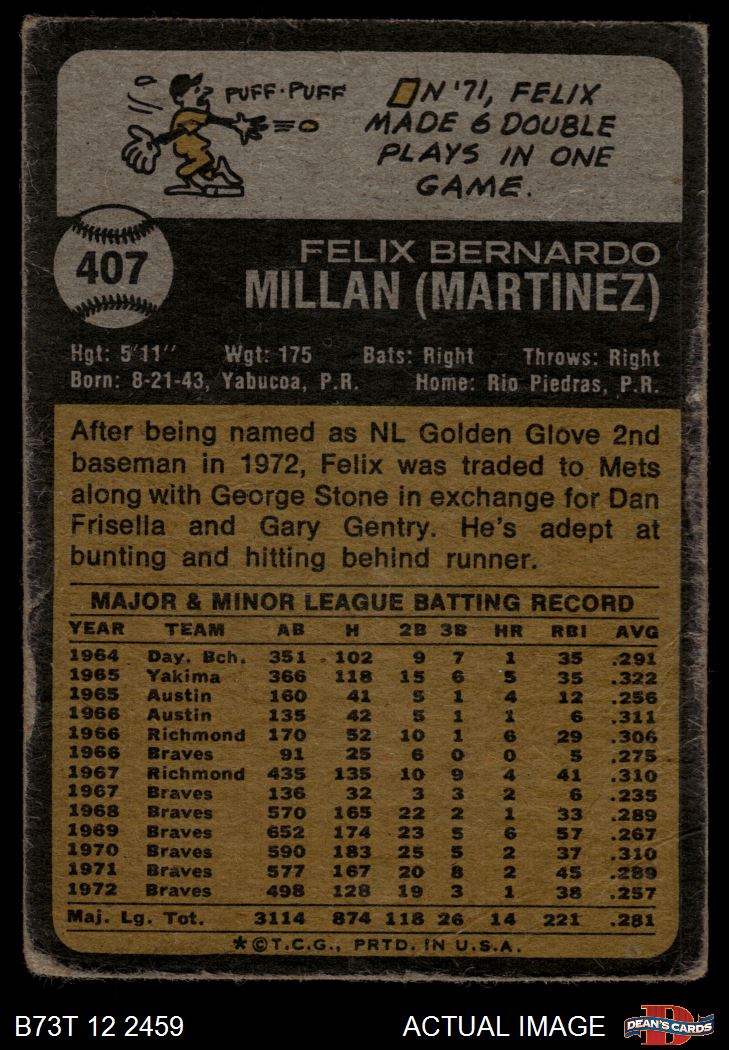 PUFF·PUFF
IN '71, FELIX
MADE 6 DOUBLE
PLAYS IN ONE
GAME.
407
FELIX BERNARDO
MILLAN (MARTINEZ)
Hgt: 5'11" Wgt: 175 Bats: Right Throws: Right
Born: 8-21-43, Yabucoa, P.R. Home: Rio Piedras, P.R.
After being named as NL Golden Glove 2nd
baseman in 1972, Felix was traded to Mets
along with George Stone in exchange for Dan
Frisella and Gary Gentry. He's adept at
bunting and hitting behind runner.
MAJOR & MINOR LEAGUE BATTING RECORD
YEAR TEAM AB H 2B 3B HR RBI AVG
1964 Day. Bch. 351 102 9 7 1 35 .291
1965 Yakima 366 118 15 6 5 35 .322
1965 Austin 160 41 5 1 4 12 .256
1966 Austin 135 42 5 1 1 6 .311
1966 Richmond 170 52 10 1 6 29 .306
1966 Braves 91 25 6 0 0 5 .275
1967 Richmond 435 135 10 9 4 41 .310
1967 Braves 136 32 3 3 2 6 .235
1968 Braves 570 165 22 2 1 33 .289
1969 Braves 652 174 23 5 6 57 .267
1970 Braves 590 183 25 5 2 37 .310
1971 Braves 577 167 20 8 2 45 .289
1972 Braves 498 128 19 3 1 38 .257
Maj. Lg. Tot. 3114 874 118 26 14 221 .281
*©T.C.G., PRTD. IN U.S.A.
B73T 12 2459 ACTUAL IMAGE DEAN'S CARDS